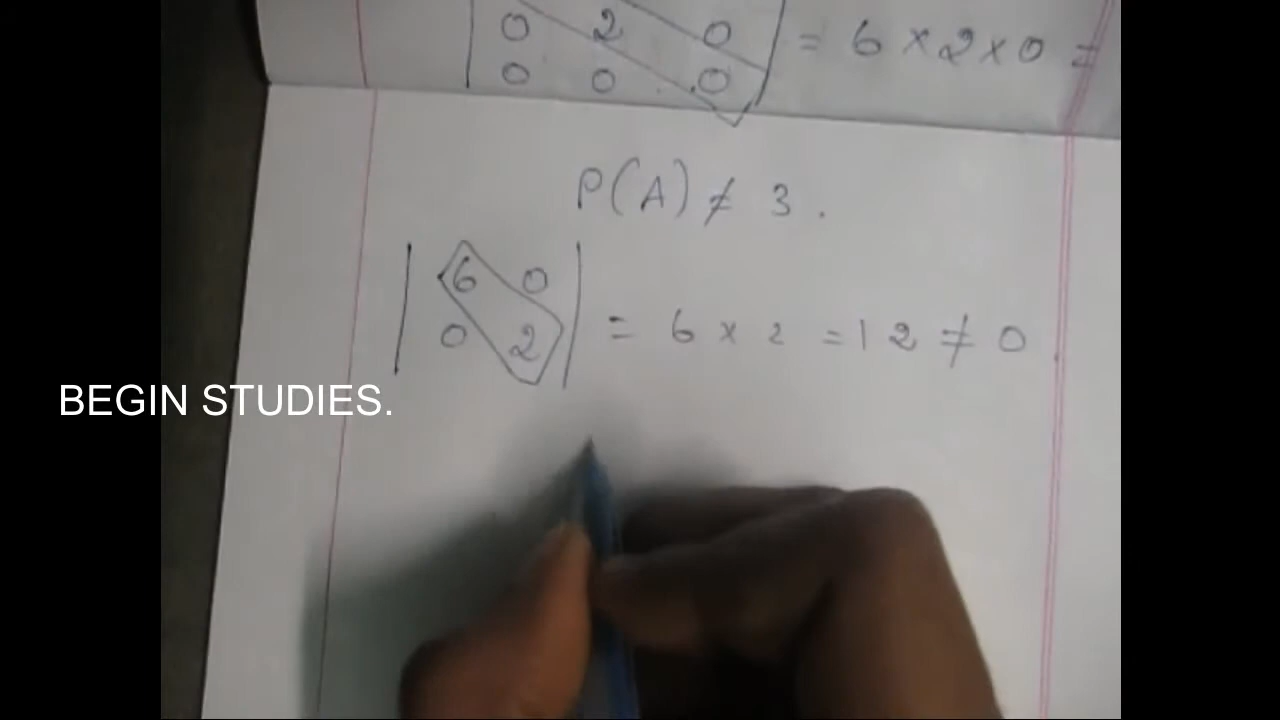 0 2 0 = 6 × 2 × 0 =
0 0 0
P(A) ≠ 3.
6 0
0 2 = 6 × 2 = 12 ≠ 0
BEGIN STUDIES.